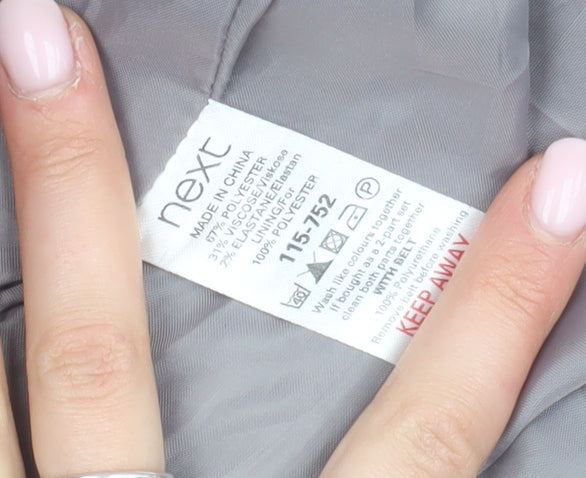 next
MADE IN CHINA
67% POLYESTER
31% VISCOSE/Viskose
2% ELASTANE/Elastan
LINING/For
100% POLYESTER
115-752
40 P
Wash like colours together
If bought as a 2-part set
clean both parts together
WITH BELT
100% Polyurethane
Remove belt before washing
KEEP AWAY